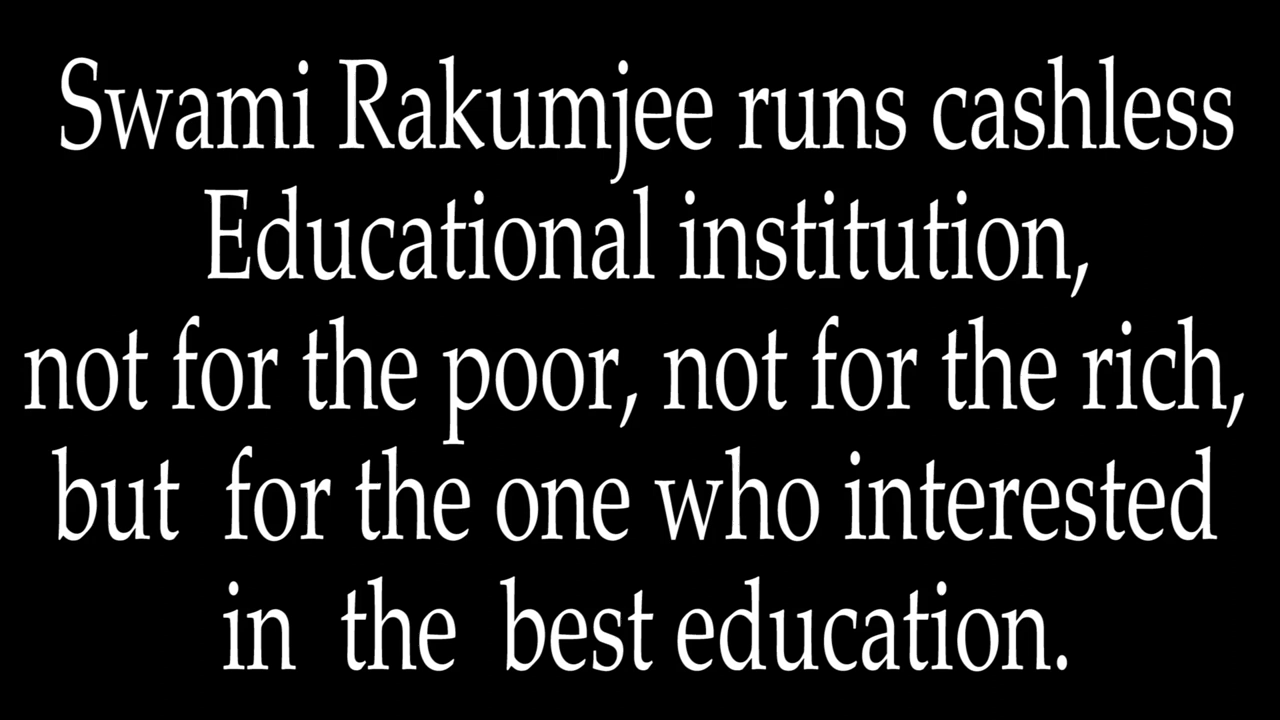 Swami Rakumjee runs cashless
Educational institution,
not for the poor, not for the rich,
but for the one who interested
in the best education.